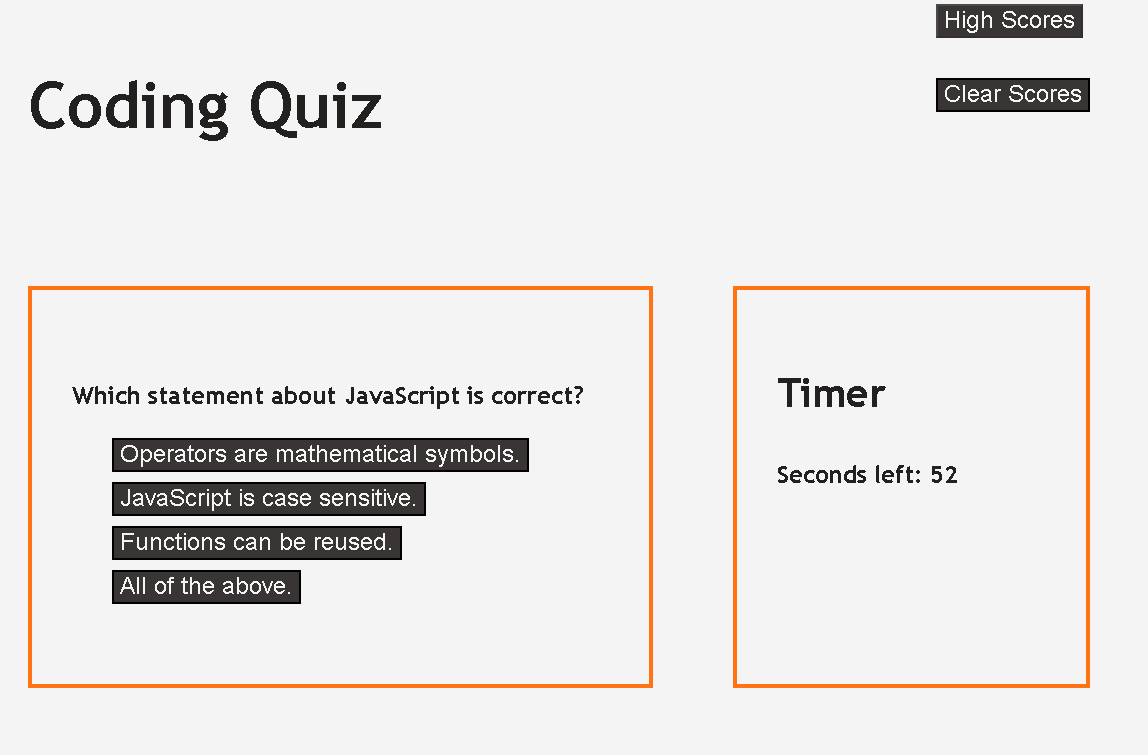 High Scores
Coding Quiz
Clear Scores
Which statement about JavaScript is correct?
Operators are mathematical symbols.
JavaScript is case sensitive.
Functions can be reused.
All of the above.
Timer
Seconds left: 52